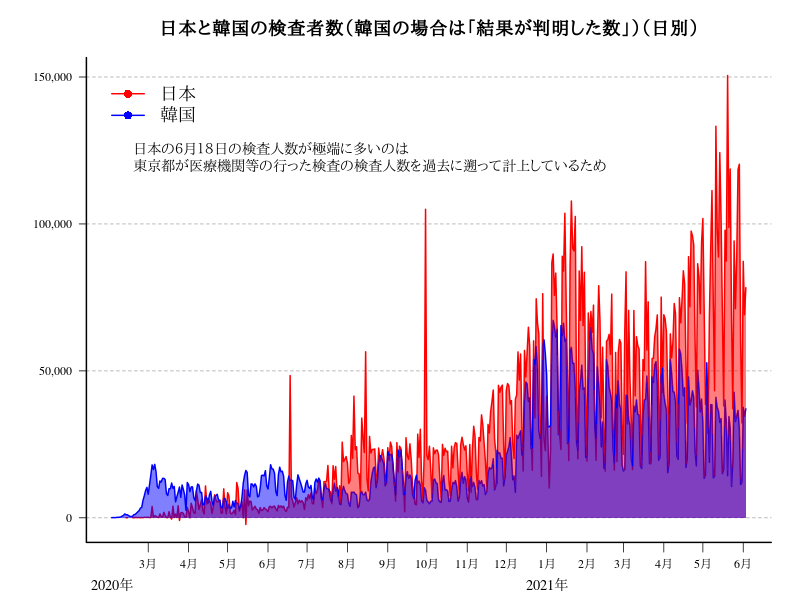 日本と韓国の検査者数（韓国の場合は「結果が判明した数」）（日別）
150,000
100,000
50,000
0
日本
韓国
日本の6月18日の検査人数が極端に多いのは
東京都が医療機関等の行った検査の検査人数を過去に遡って計上しているため
3月 4月 5月 6月 7月 8月 9月 10月 11月 12月 1月 2月 3月 4月 5月 6月
2020年 2021年